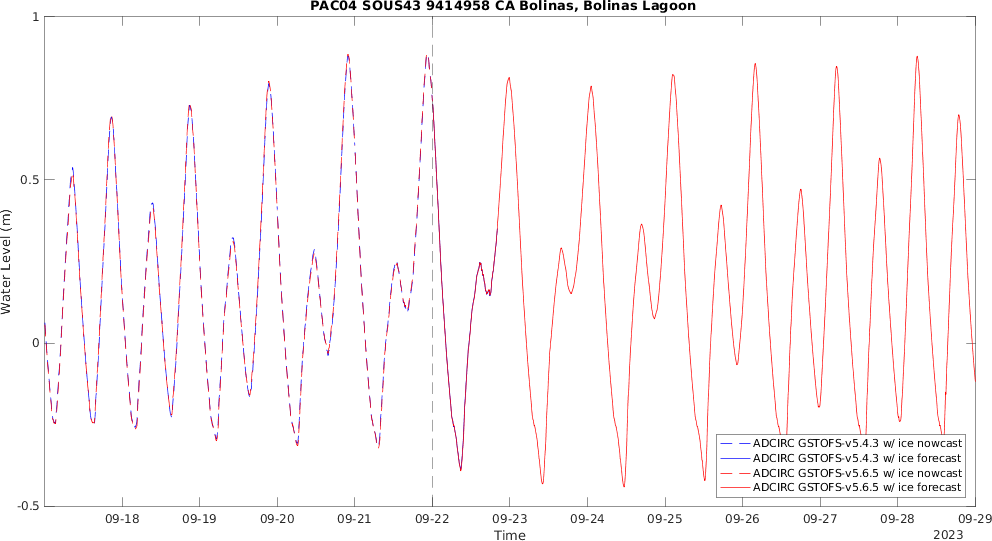 PAC04 SOUS43 9414958 CA Bolinas, Bolinas Lagoon
1
0.5
0
-0.5
Water Level (m)
09-18 09-19 09-20 09-21 09-22 09-23 09-24 09-25 09-26 09-27 09-28 09-29
Time
2023
ADCIRC GSTOFS-v5.4.3 w/ ice nowcast
ADCIRC GSTOFS-v5.4.3 w/ ice forecast
ADCIRC GSTOFS-v5.6.5 w/ ice nowcast
ADCIRC GSTOFS-v5.6.5 w/ ice forecast